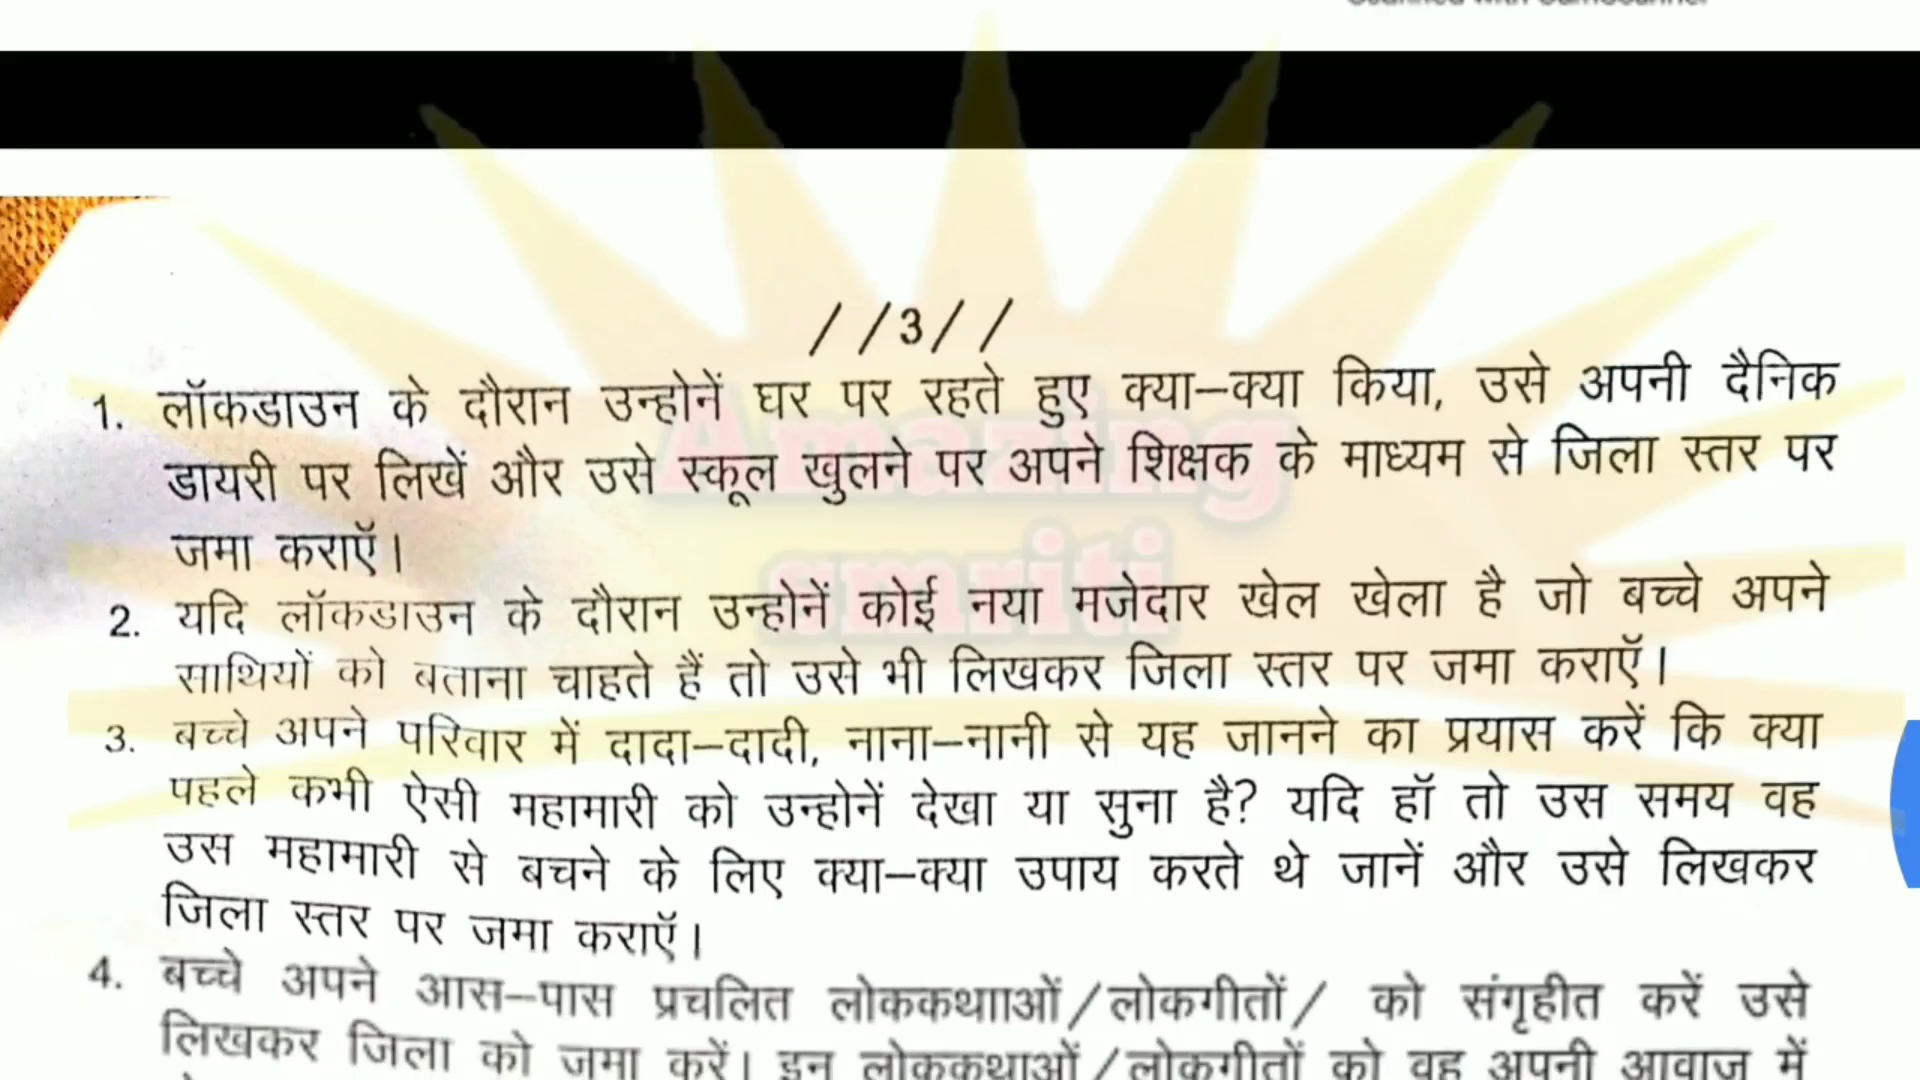 //3//
1. लॉकडाउन के दौरान उन्होनें घर पर रहते हुए क्या–क्या किया, उसे अपनी दैनिक
डायरी पर लिखें और उसे स्कूल खुलने पर अपने शिक्षक के माध्यम से जिला स्तर पर
जमा कराऍ।
2. यदि लॉकडाउन के दौरान उन्होनें कोई नया मजेदार खेल खेला है जो बच्चे अपने
साथियों को बताना चाहते हैं तो उसे भी लिखकर जिला स्तर पर जमा कराऍ।
3. बच्चे अपने परिवार में दादा–दादी, नाना–नानी से यह जानने का प्रयास करें कि क्या
पहले कभी ऐसी महामारी को उन्होनें देखा या सुना है? यदि हॉ तो उस समय वह
उस महामारी से बचने के लिए क्या–क्या उपाय करते थे जानें और उसे लिखकर
जिला स्तर पर जमा कराऍ।
4. बच्चे अपने आस–पास प्रचलित लोककथााओं/लोकगीतों/ को संगृहीत करें उसे
लिखकर जिला को जमा करें। इन लोककथाओं/लोकगीतों को वह अपनी आवाज में
Amazing
smriti